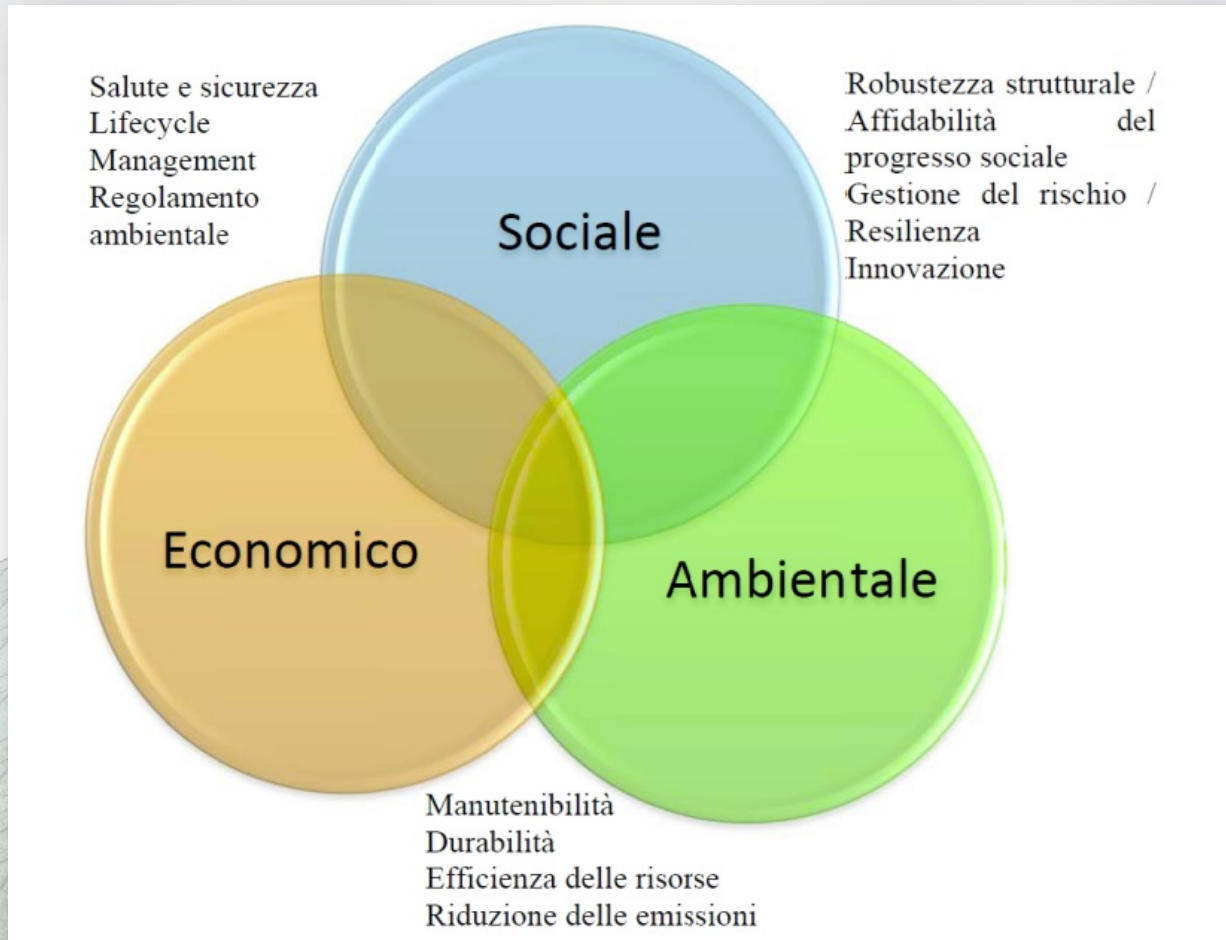 Salute e sicurezza
Lifecycle
Management
Regolamento
ambientale
Robustezza strutturale /
Affidabilità del
progresso sociale
Gestione del rischio /
Resilienza
Innovazione
Sociale
Economico
Ambientale
Manutenibilità
Durabilità
Efficienza delle risorse
Riduzione delle emissioni